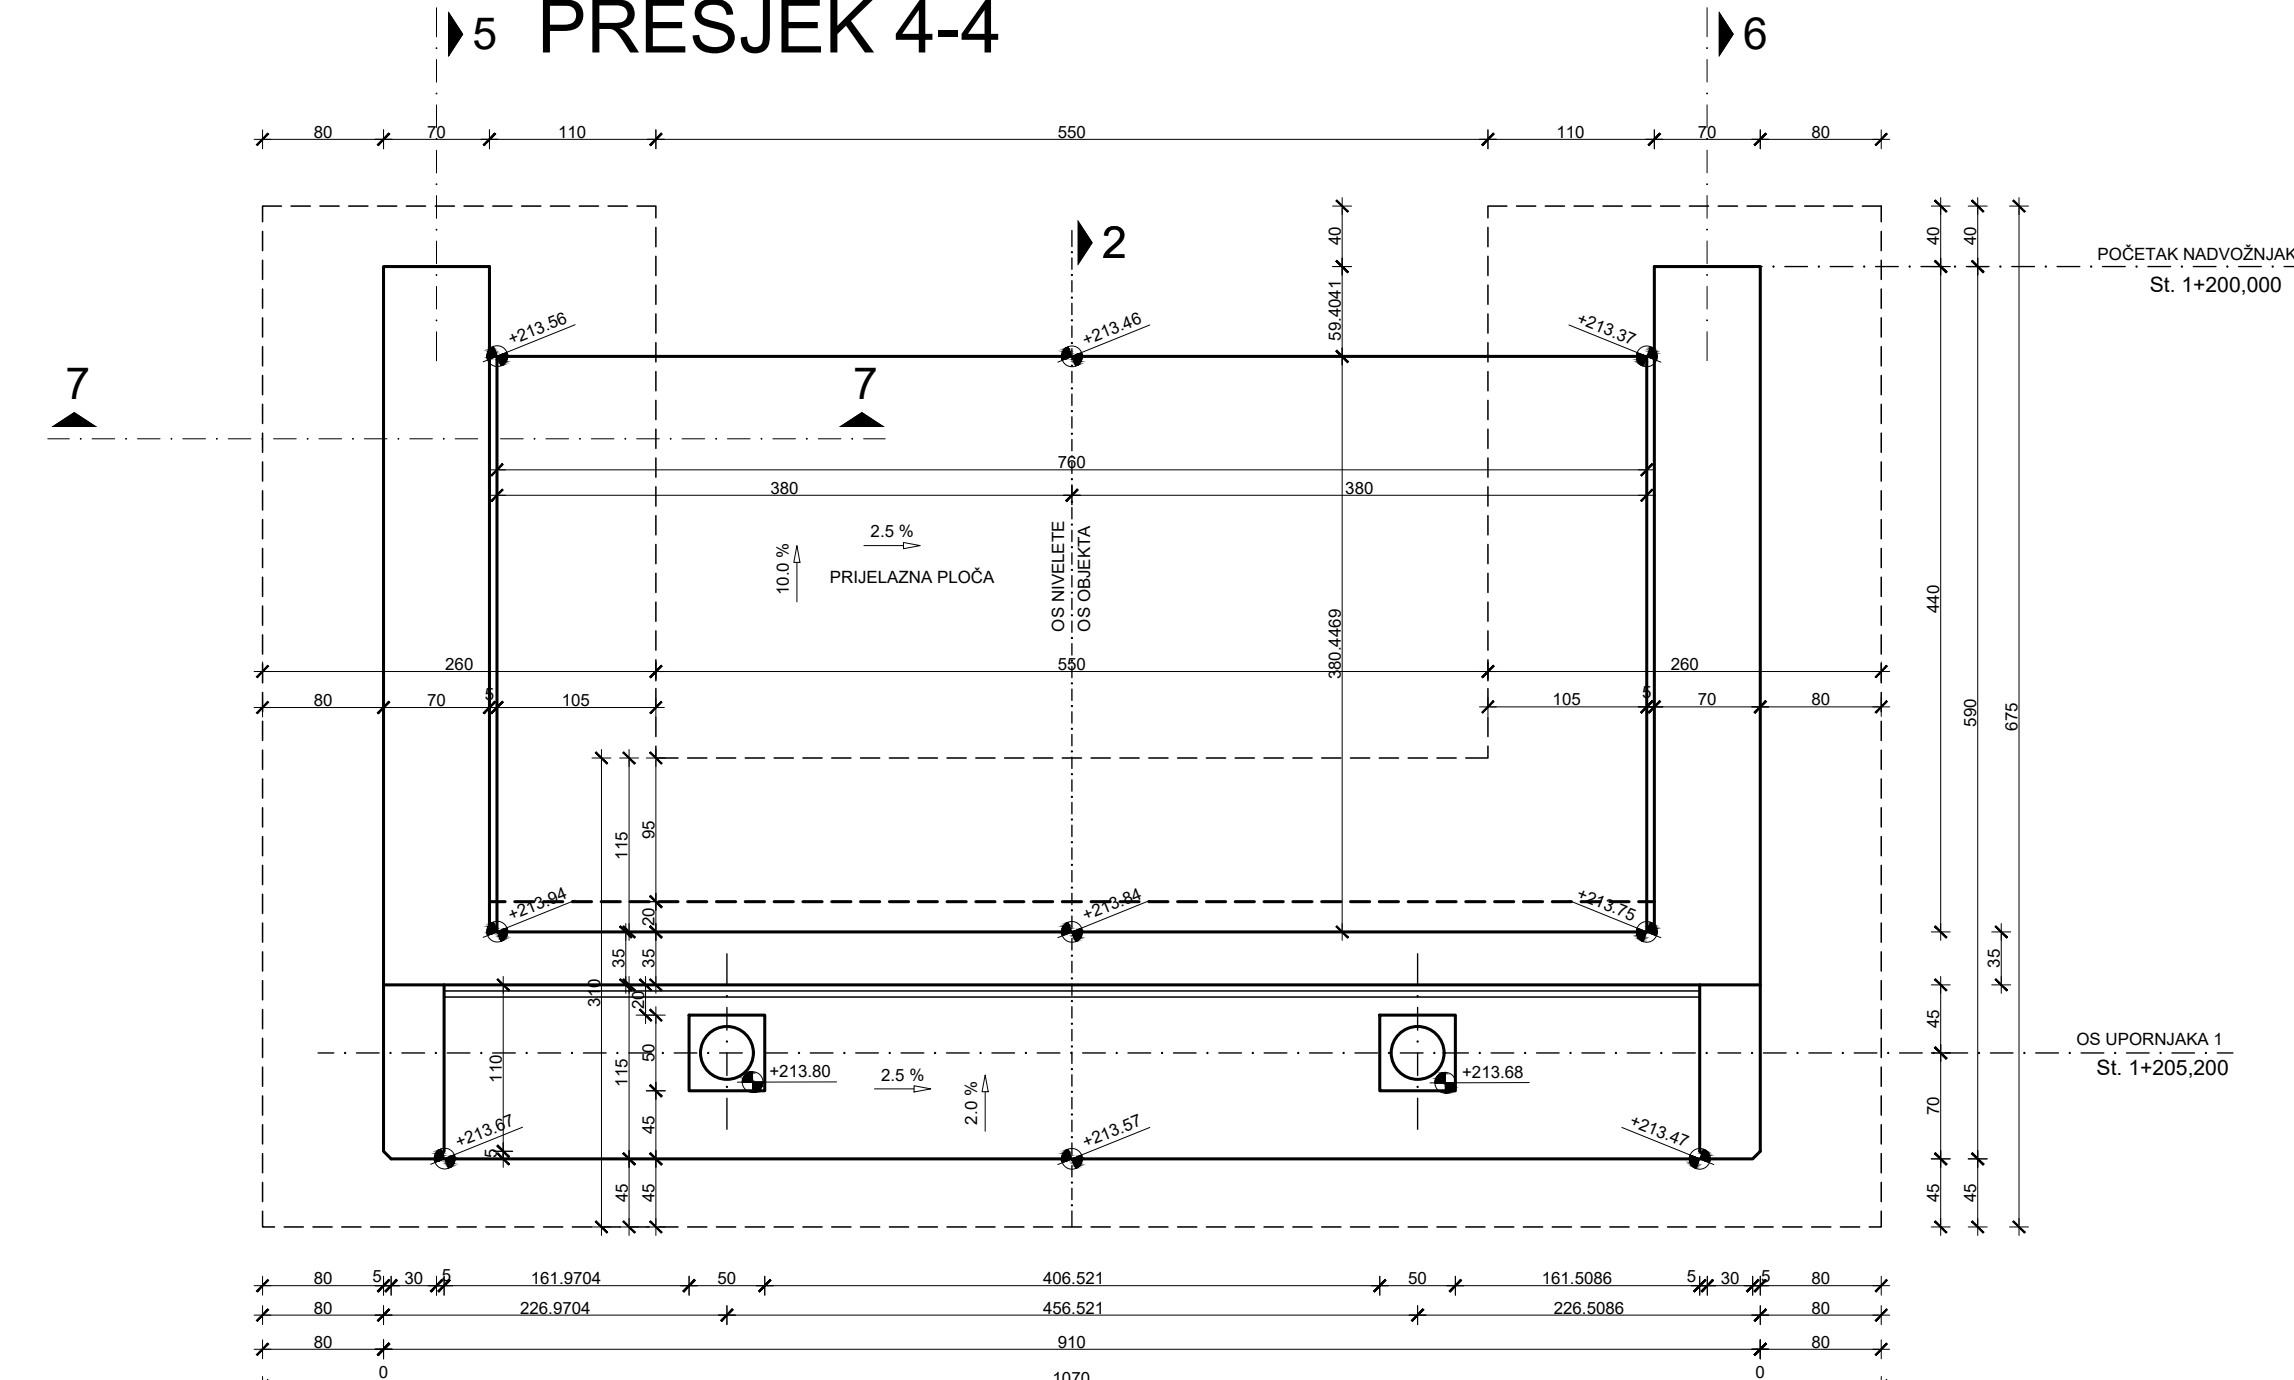 5 PRESJEK 4-4 6
80 70 110 550 110 70 80
2
40 40 40
POČETAK NADVOŽNJAK
St. 1+200,000
59.4041
+213.56 +213.46 +213.37
7 7
760
380 380
2.5 %
10.0 %
PRIJELAZNA PLOČA
OS NIVELETE
OS OBJEKTA
440
380.4469
260 550 260
80 70 5 105 105 5 70 80
590 675
115 95
+213.94 +213.84 +213.75
20
35 35 35
310 20
45
OS UPORNJAKA 1
St. 1+205,200
110 115 50
+213.80 2.5 % +213.68
2.0 %
70
45
+213.67 +213.57 +213.47
5
45 45 45 45
80 5 30 5 161.9704 50 406.521 50 161.5086 5 30 5 80
80 226.9704 456.521 226.5086 80
80 910 80
0 1070 0